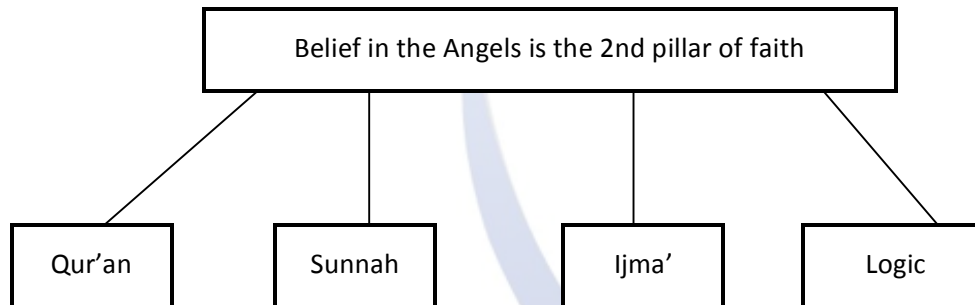 Belief in the Angels is the 2nd pillar of faith
Qur’an Sunnah Ijma’ Logic